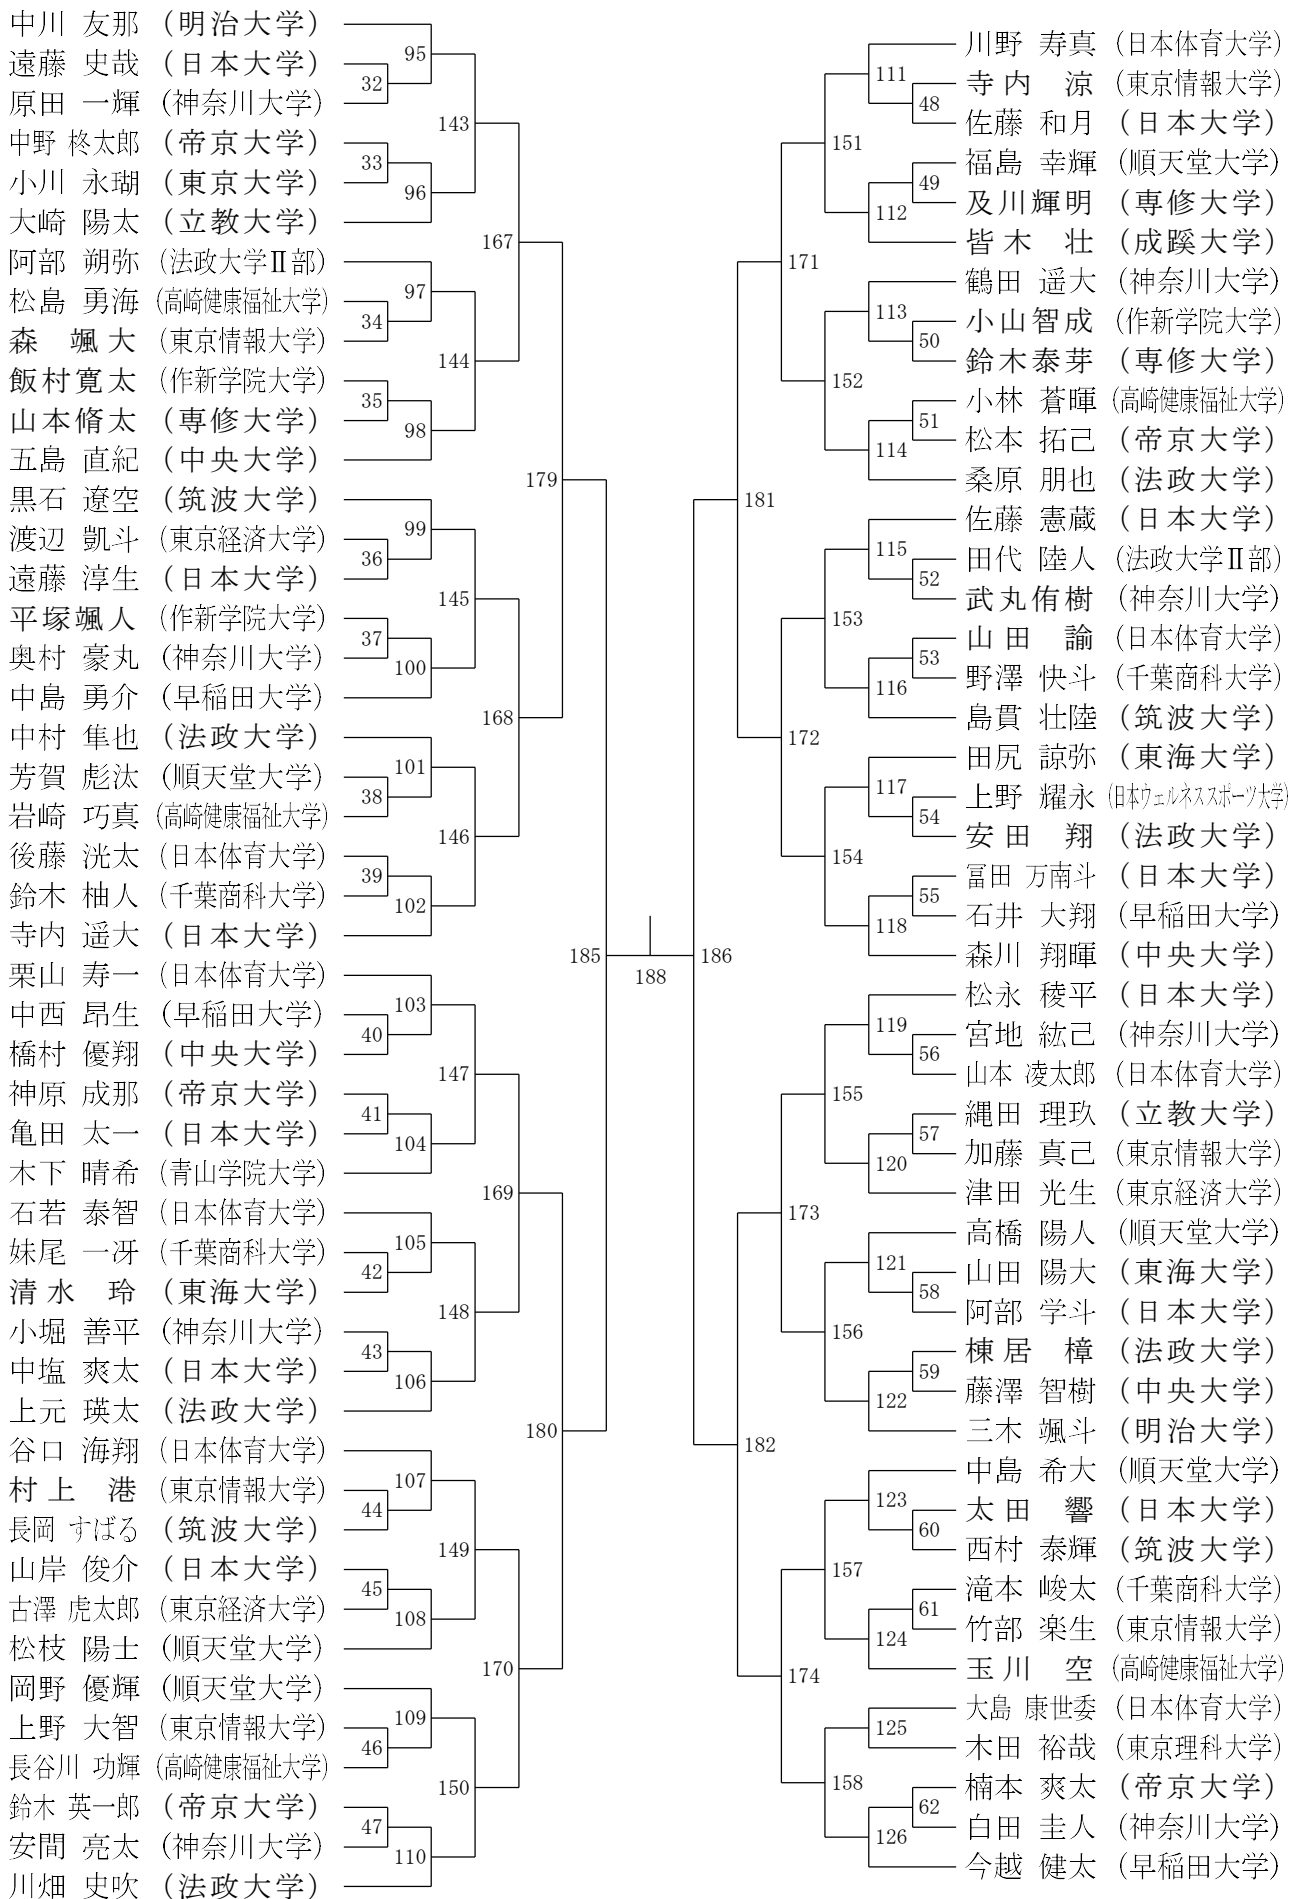 中川 友那 (明治大学)
遠藤 史哉 (日本大学)
原田 一輝 (神奈川大学)
中野 柊太郎 (帝京大学)
小川 永瑚 (東京大学)
大崎 陽太 (立教大学)
阿部 朔弥 (法政大学Ⅱ部)
松島 勇海 (高崎健康福祉大学)
森 颯大 (東京情報大学)
飯村寛太 (作新学院大学)
山本脩太 (専修大学)
五島 直紀 (中央大学)
黒石 遼空 (筑波大学)
渡辺 凱斗 (東京経済大学)
遠藤 淳生 (日本大学)
平塚颯人 (作新学院大学)
奥村 豪丸 (神奈川大学)
中島 勇介 (早稲田大学)
中村 隼也 (法政大学)
芳賀 彪汰 (順天堂大学)
岩崎 巧真 (高崎健康福祉大学)
後藤 洸太 (日本体育大学)
鈴木 柚人 (千葉商科大学)
寺内 遥大 (日本大学)
栗山 寿一 (日本体育大学)
中西 昂生 (早稲田大学)
橋村 優翔 (中央大学)
神原 成那 (帝京大学)
亀田 太一 (日本大学)
木下 晴希 (青山学院大学)
石若 泰智 (日本体育大学)
妹尾 一冴 (千葉商科大学)
清水 玲 (東海大学)
小堀 善平 (神奈川大学)
中塩 爽太 (日本大学)
上元 瑛太 (法政大学)
谷口 海翔 (日本体育大学)
村上 港 (東京情報大学)
長岡 すばる (筑波大学)
山岸 俊介 (日本大学)
古澤 虎太郎 (東京経済大学)
松枝 陽士 (順天堂大学)
岡野 優輝 (順天堂大学)
上野 大智 (東京情報大学)
長谷川 功輝 (高崎健康福祉大学)
鈴木 英一郎 (帝京大学)
安間 亮太 (神奈川大学)
川畑 史吹 (法政大学)
32
33
34
35
36
37
38
39
40
41
42
43
44
45
46
47
95
96
97
98
99
100
101
102
103
104
105
106
107
108
109
110
143
144
145
146
147
148
149
150
167
168
169
170
179
180
185
188
186
181
182
171
172
173
174
151
152
153
154
155
156
157
158
111
112
113
114
115
116
117
118
119
120
121
122
123
124
125
126
48
49
50
51
52
53
54
55
56
57
58
59
60
61
62
川野 寿真 (日本体育大学)
寺内 涼 (東京情報大学)
佐藤 和月 (日本大学)
福島 幸輝 (順天堂大学)
及川輝明 (専修大学)
皆木 壮 (成蹊大学)
鶴田 遥大 (神奈川大学)
小山智成 (作新学院大学)
鈴木泰芽 (専修大学)
小林 蒼暉 (高崎健康福祉大学)
松本 拓己 (帝京大学)
桑原 朋也 (法政大学)
佐藤 憲蔵 (日本大学)
田代 陸人 (法政大学Ⅱ部)
武丸侑樹 (神奈川大学)
山田 諭 (日本体育大学)
野澤 快斗 (千葉商科大学)
島貫 壮陸 (筑波大学)
田尻 諒弥 (東海大学)
上野 耀永 (日本ウェルネススポーツ大学)
安田 翔 (法政大学)
冨田 万南斗 (日本大学)
石井 大翔 (早稲田大学)
森川 翔暉 (中央大学)
松永 稜平 (日本大学)
宮地 紘己 (神奈川大学)
山本 凌太郎 (日本体育大学)
縄田 理玖 (立教大学)
加藤 真己 (東京情報大学)
津田 光生 (東京経済大学)
高橋 陽人 (順天堂大学)
山田 陽大 (東海大学)
阿部 学斗 (日本大学)
棟居 樟 (法政大学)
藤澤 智樹 (中央大学)
三木 颯斗 (明治大学)
中島 希大 (順天堂大学)
太田 響 (日本大学)
西村 泰輝 (筑波大学)
滝本 峻太 (千葉商科大学)
竹部 楽生 (東京情報大学)
玉川 空 (高崎健康福祉大学)
大島 康世委 (日本体育大学)
木田 裕哉 (東京理科大学)
楠本 爽太 (帝京大学)
白田 圭人 (神奈川大学)
今越 健太 (早稲田大学)